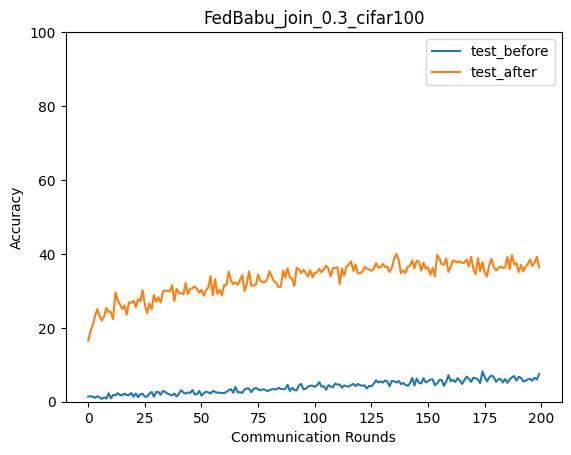 FedBabu_join_0.3_cifar100
test_before
test_after
Accuracy
100
80
60
40
20
0
0 25 50 75 100 125 150 175 200
Communication Rounds